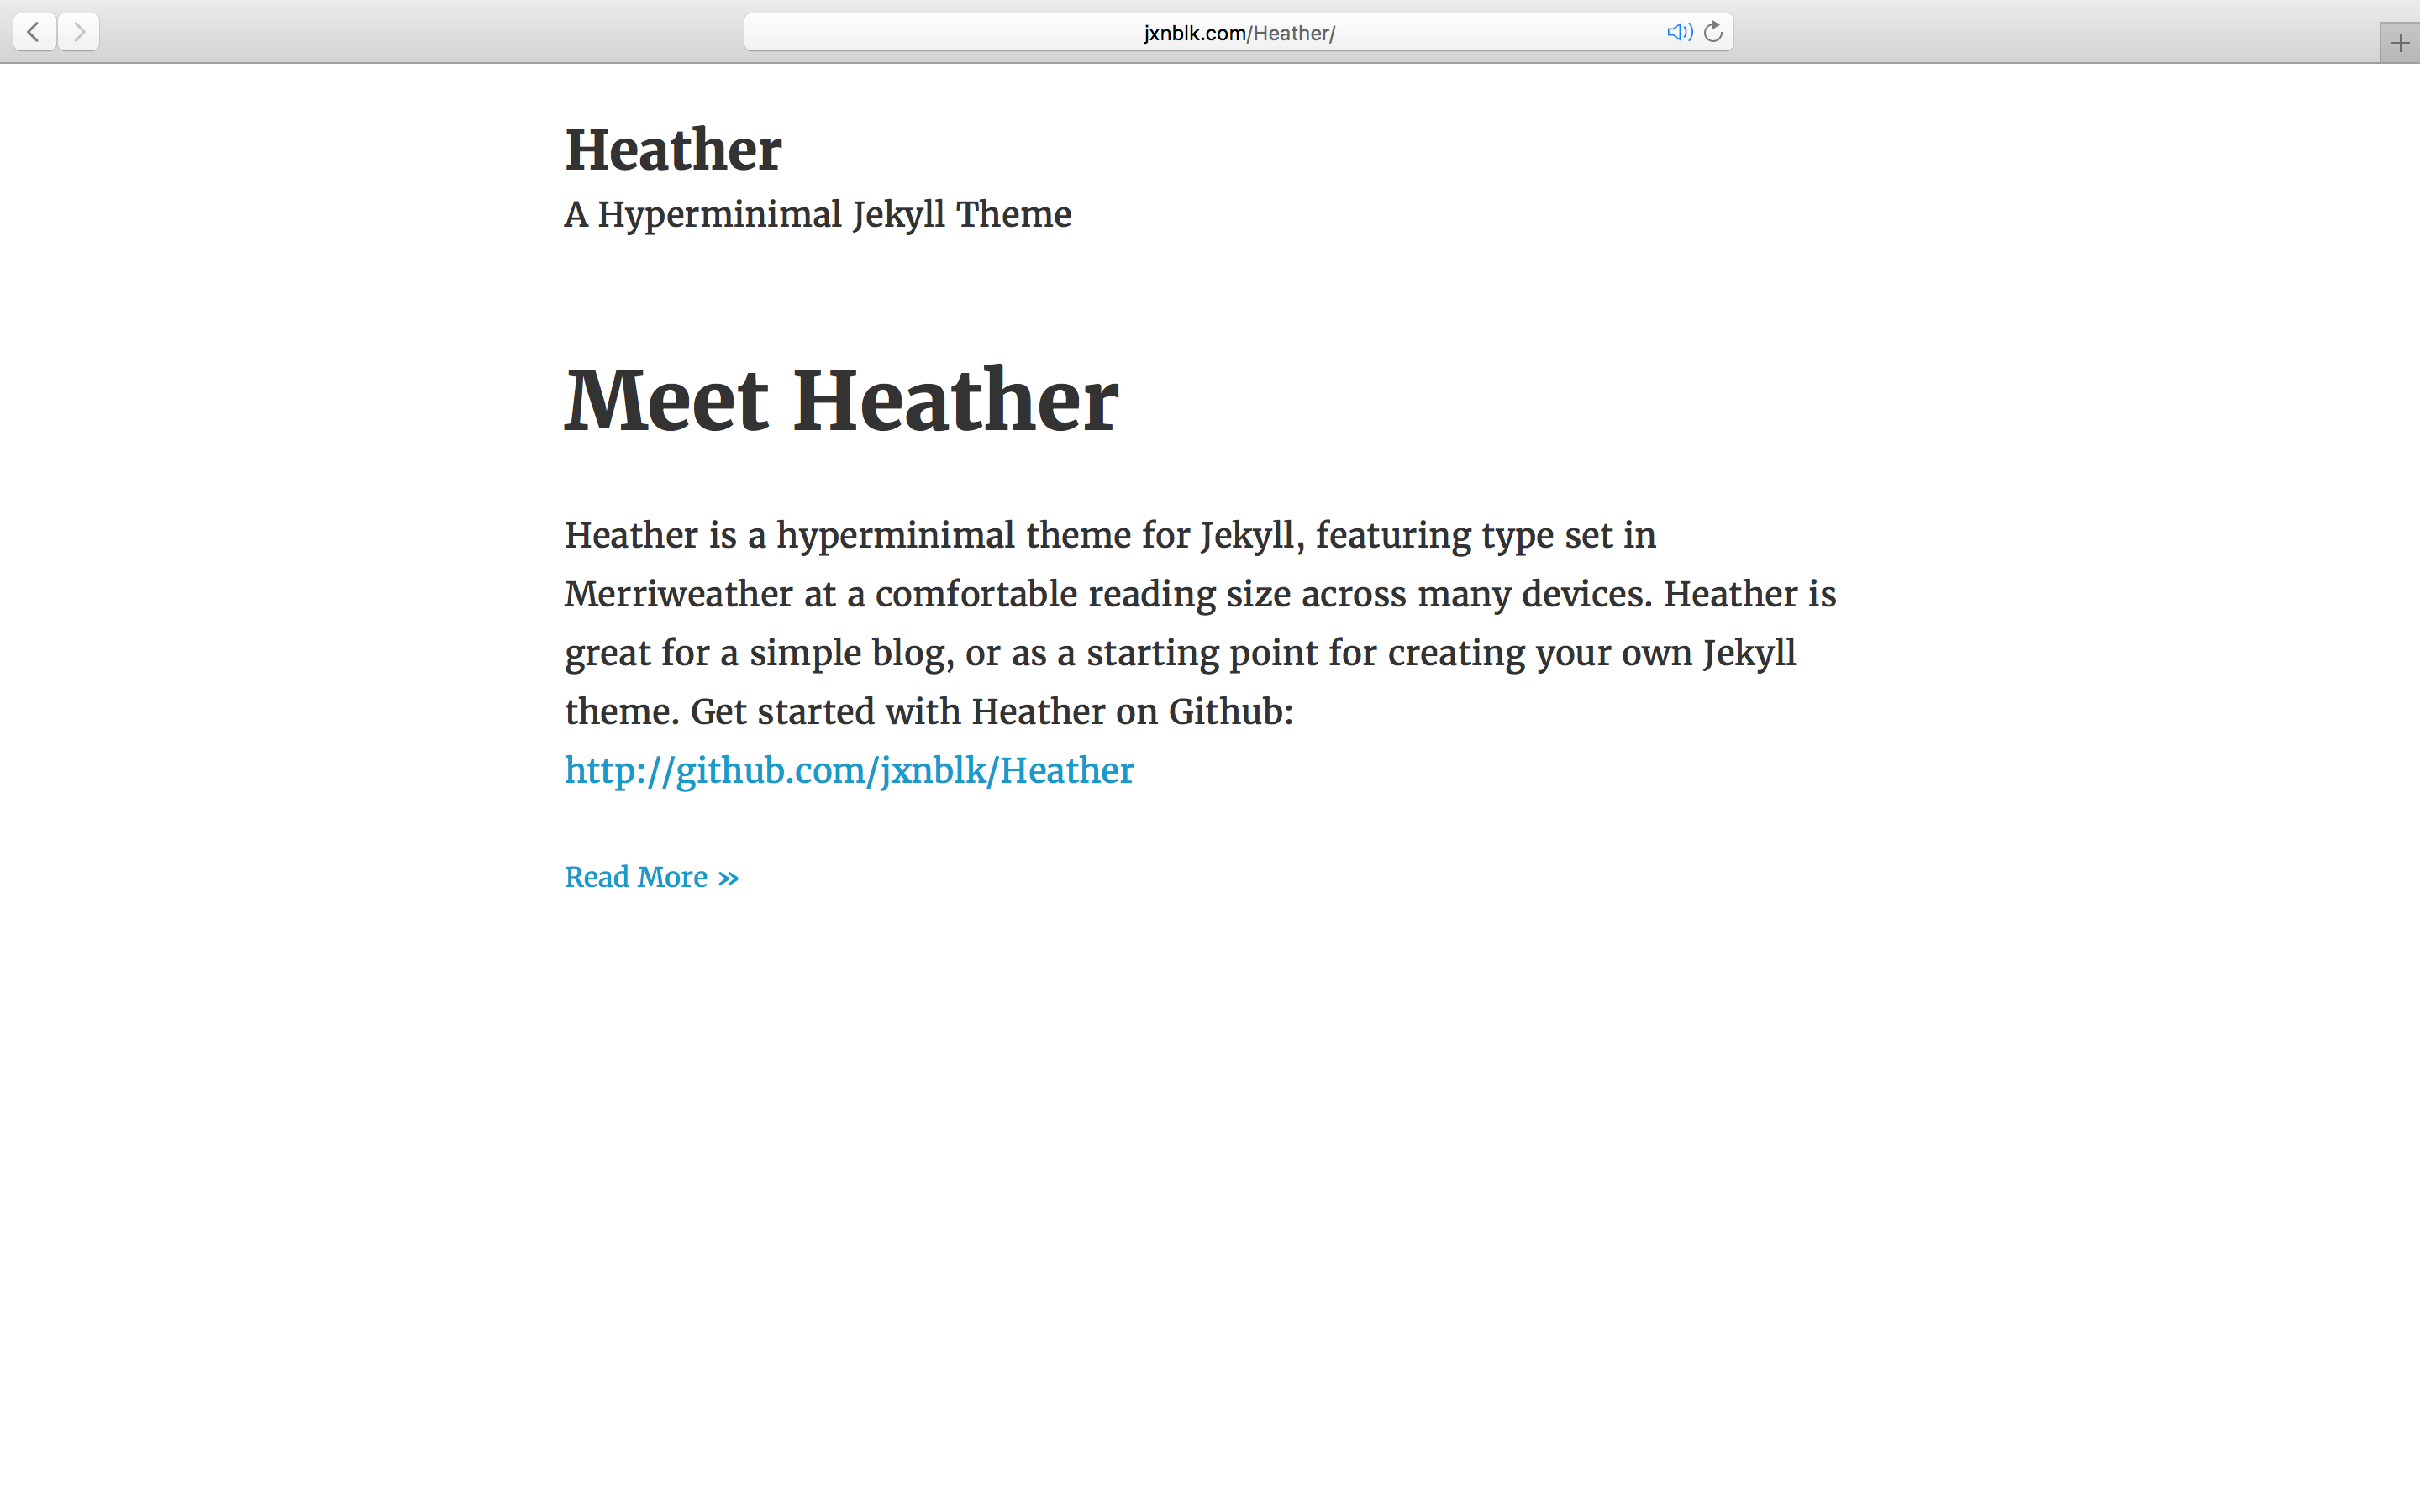 jxnblk.com/Heather/
Heather
A Hyperminimal Jekyll Theme
Meet Heather
Heather is a hyperminimal theme for Jekyll, featuring type set in
Merriweather at a comfortable reading size across many devices. Heather is
great for a simple blog, or as a starting point for creating your own Jekyll
theme. Get started with Heather on Github:
http://github.com/jxnblk/Heather
Read More »